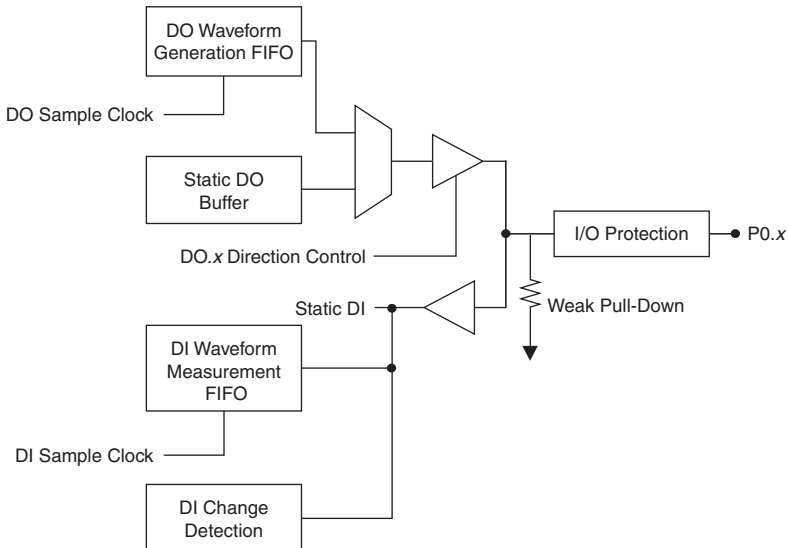 DO Waveform
Generation FIFO
DO Sample Clock
Static DO
Buffer
DO.x Direction Control
I/O Protection
P0.x
Static DI
Weak Pull-Down
DI Waveform
Measurement
FIFO
DI Sample Clock
DI Change
Detection